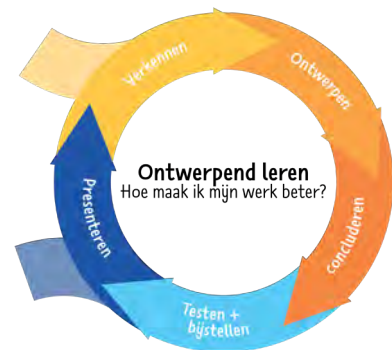 Verkennen
Ontwerpen
concluderen
Testen +
bijstellen
Presenteren
Ontwerpend leren
Hoe maak ik mijn werk beter?